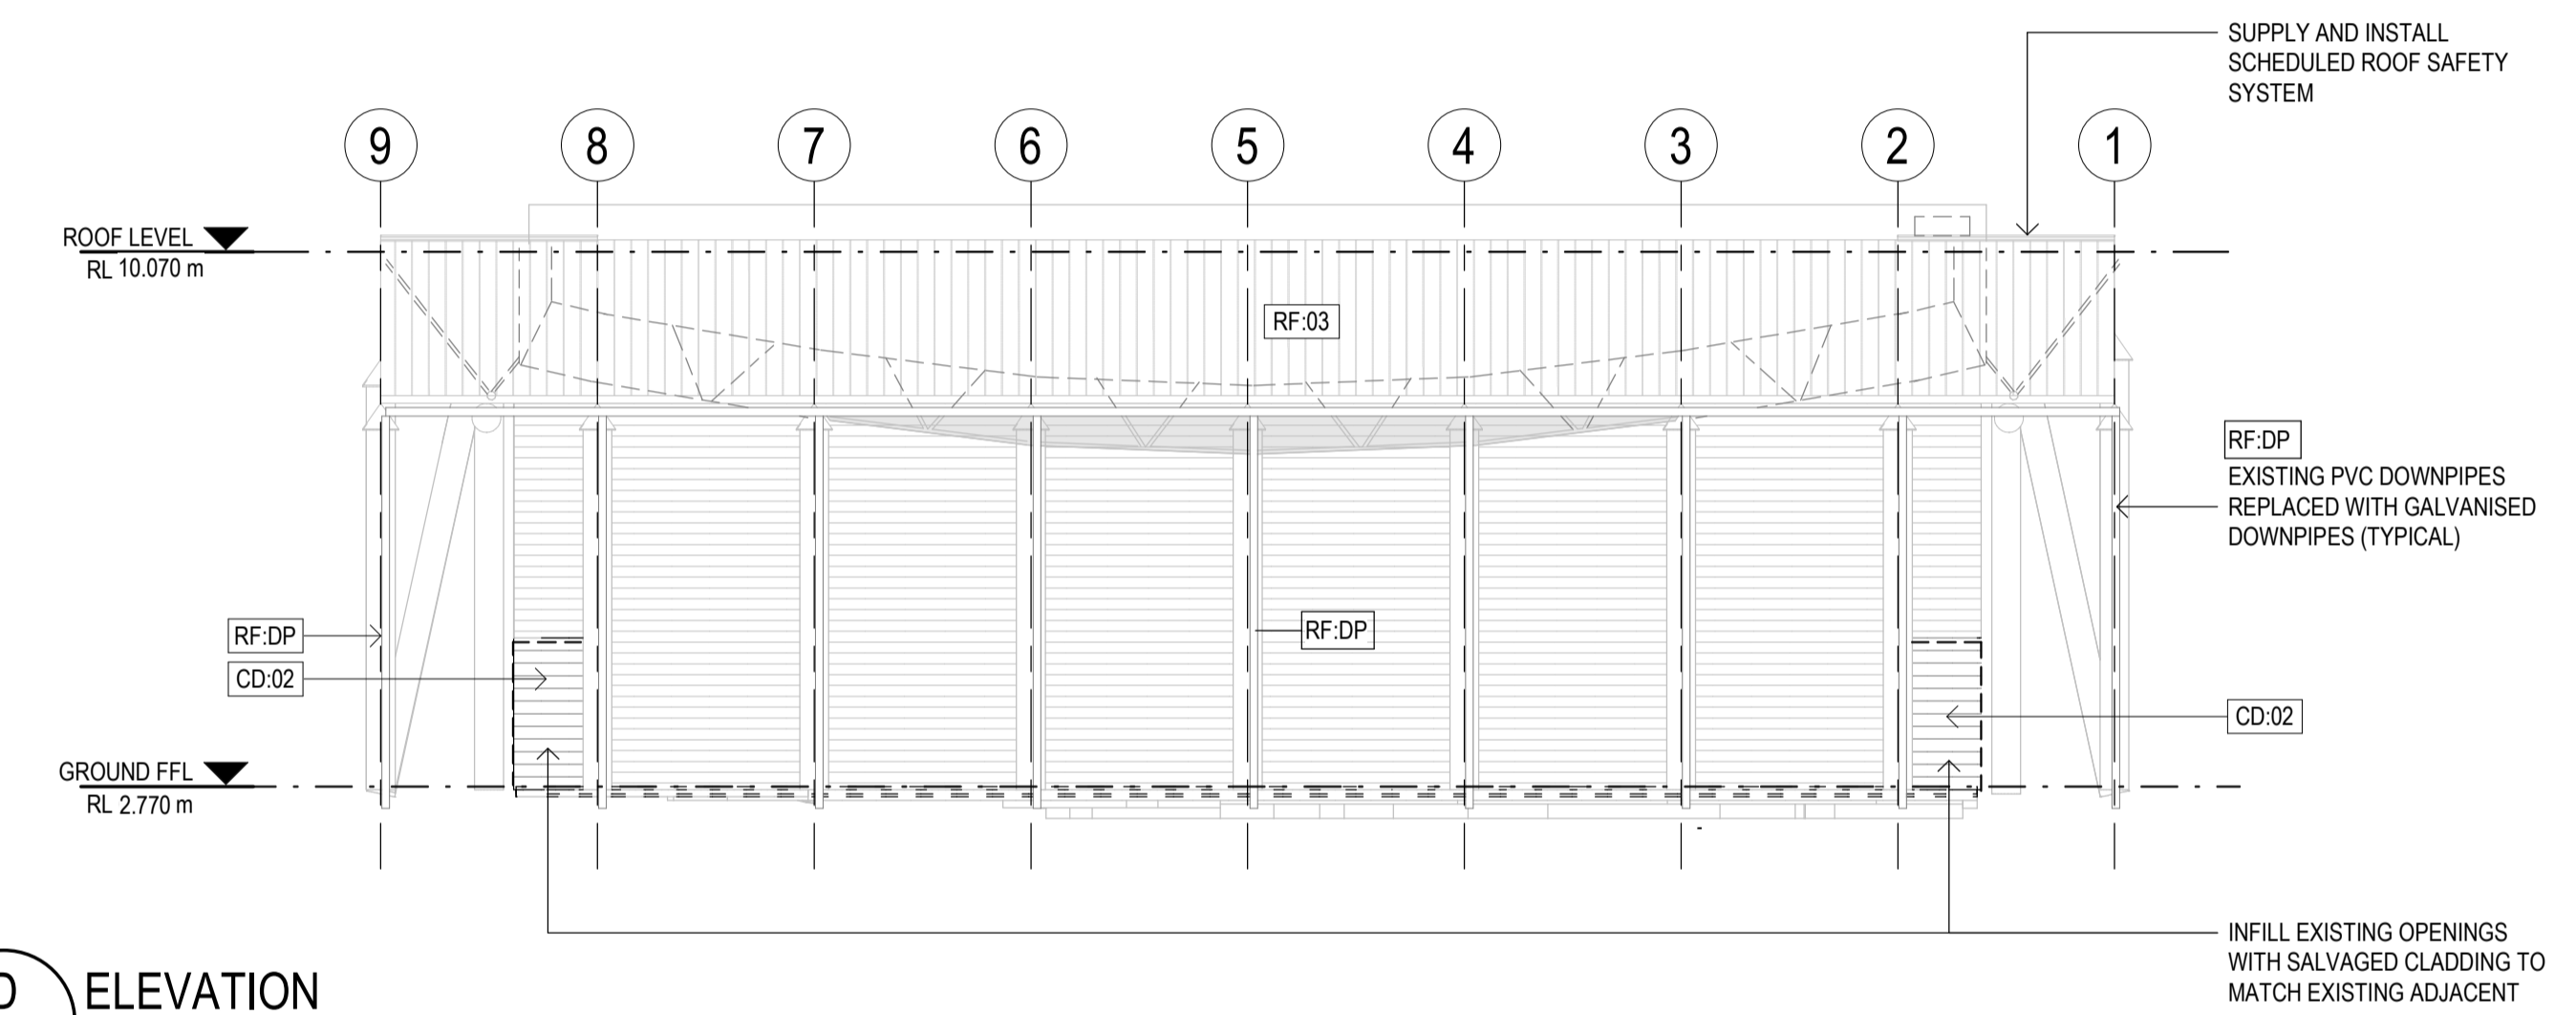 SUPPLY AND INSTALL
SCHEDULED ROOF SAFETY
SYSTEM
9 8 7 6 5 4 3 2 1
ROOF LEVEL
RL 10.070 m
RF:03
RF:DP
EXISTING PVC DOWNPIPES
REPLACED WITH GALVANISED
DOWNPIPES (TYPICAL)
RF:DP
RF:DP
CD:02
CD:02
GROUND FFL
RL 2.770 m
INFILL EXISTING OPENINGS
WITH SALVAGED CLADDING TO
MATCH EXISTING ADJACENT
ELEVATION